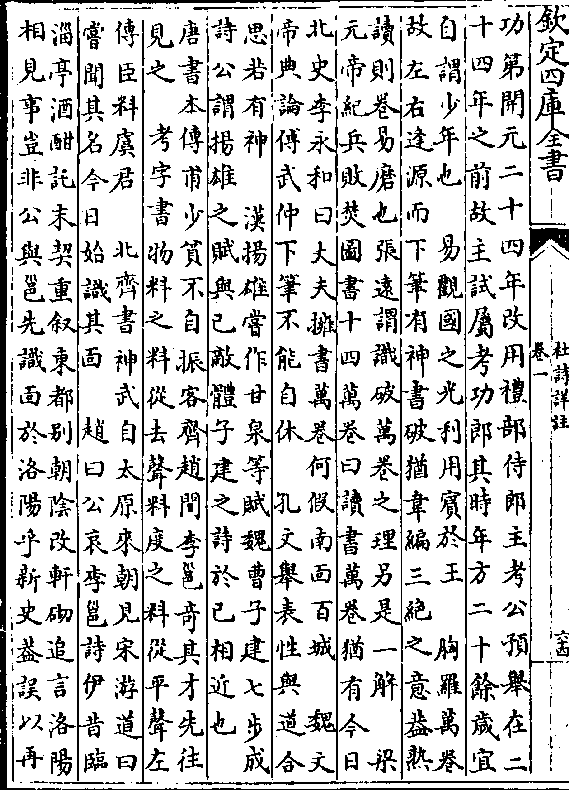 欽定四庫全書
杜詩詳註
卷一
六十四
功第開元二十四年改用禮部侍郎主考公預舉在二
十四年之前故主試屬考功郎其時年方二十餘歲宜
自謂少年也　易觀國之光利用賓於王　胸羅萬卷
故左右逢源而下筆有神書破猶韋編三絶之意葢熟
讀則卷易磨也張遠謂識破萬卷之理另是一解　梁
元帝紀兵敗焚圖書十四萬卷曰讀書萬卷猶有今日
北史李永和曰丈夫擁書萬卷何假南面百城　魏文
帝典論傅武仲下筆不能自休　孔文舉表性與道合
思若有神　漢揚雄嘗作甘泉等賦魏曹子建七步成
詩公謂揚雄之賦與己敵體子建之詩於己相近也
唐書本傳甫少貧不自振客齊趙間李邕奇其才先往
見之　考字書物料之料從去聲料度之料從平聲左
傳臣料虞君　北齊書神武自太原來朝見宋游道曰
嘗聞其名今日始識其面　趙曰公哀李邕詩伊昔臨
淄亭酒酣託末契重叙東都别朝陰改軒砌追言洛陽
相見事豈非公與邕先識面於洛陽乎新史葢誤以再